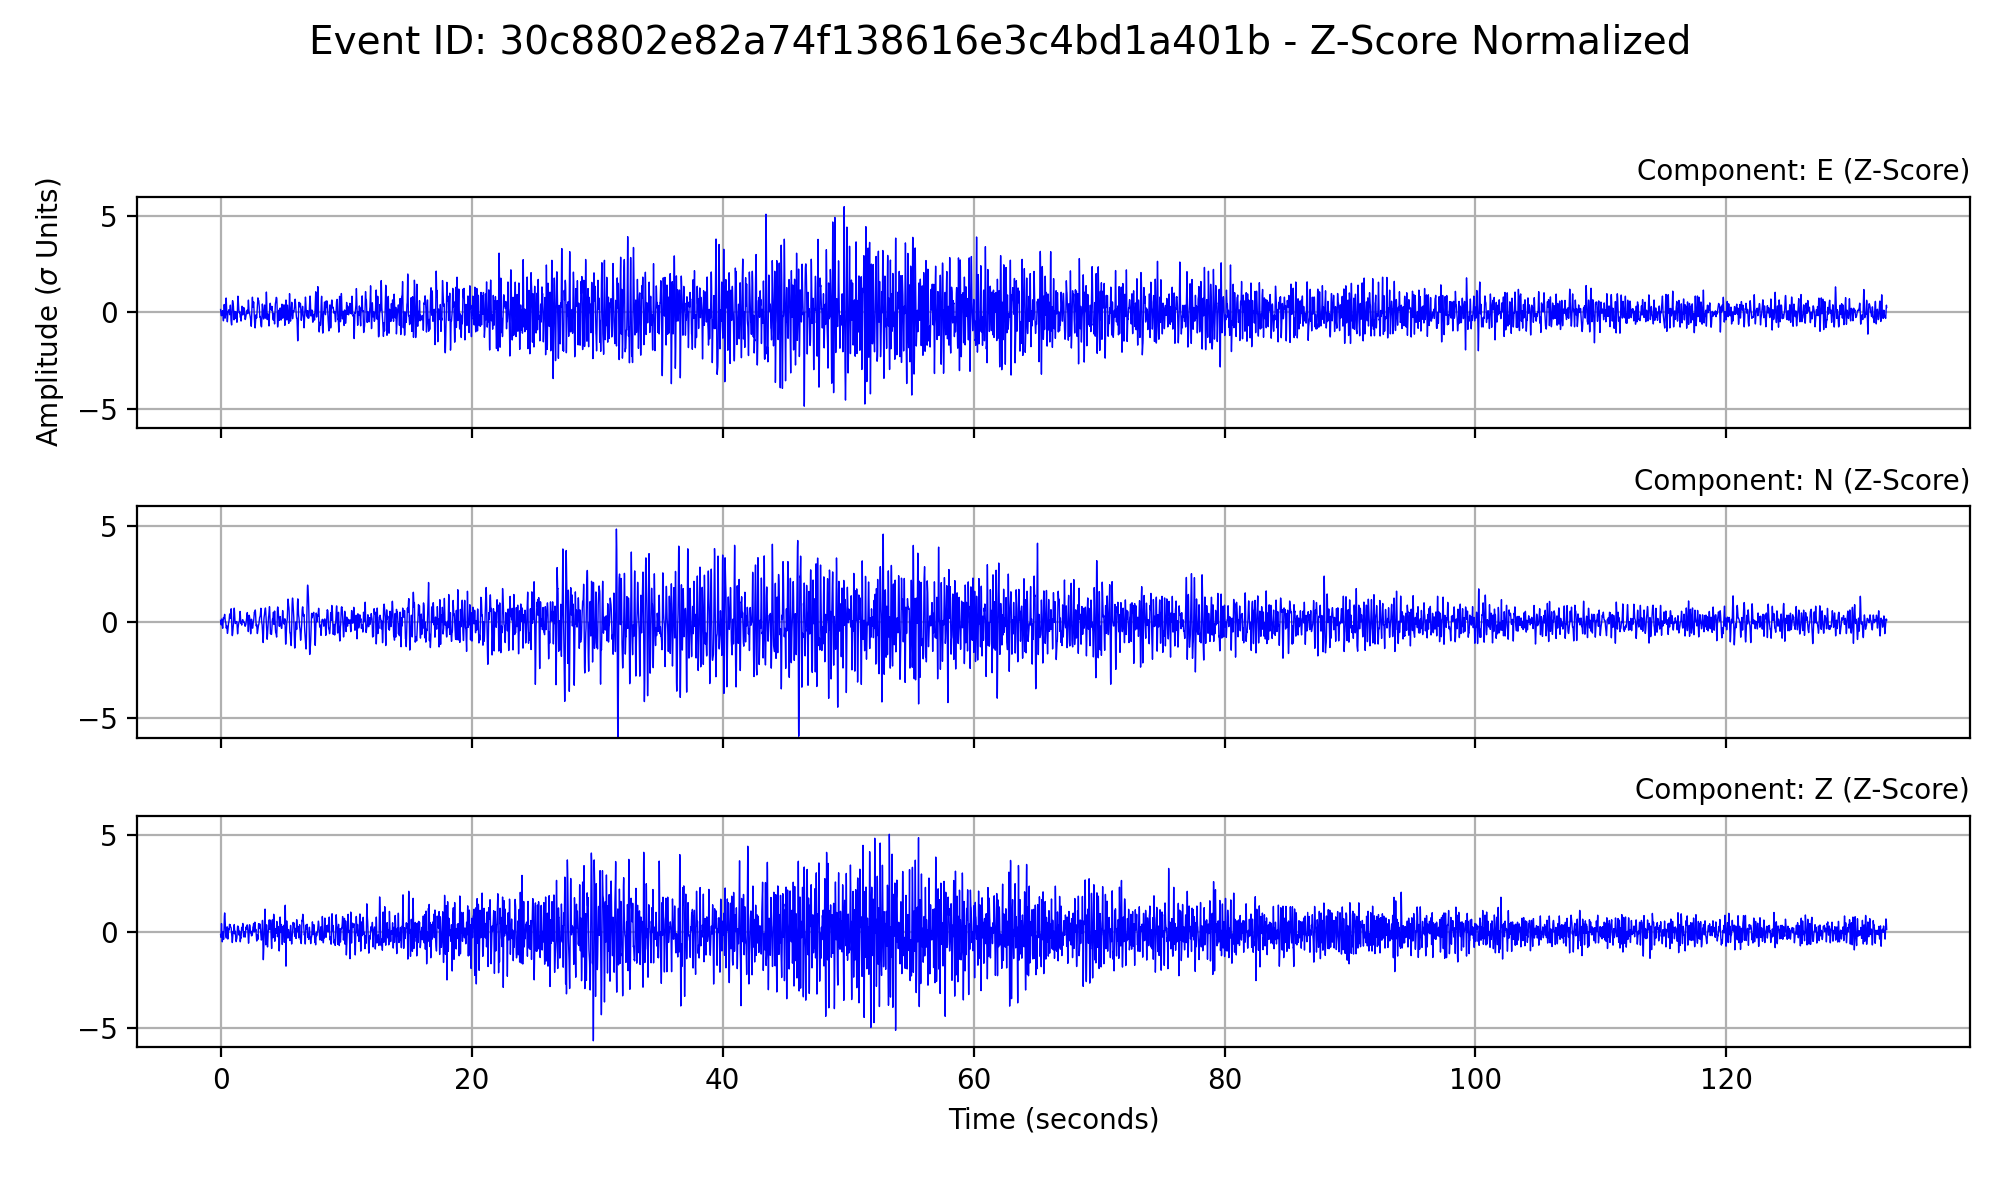 Event ID: 30c8802e82a74f138616e3c4bd1a401b - Z-Score Normalized
Component: E (Z-Score)
Amplitude (σ Units)
5
0
−5
Component: N (Z-Score)
5
0
−5
Component: Z (Z-Score)
5
0
−5
0 20 40 60 80 100 120
Time (seconds)